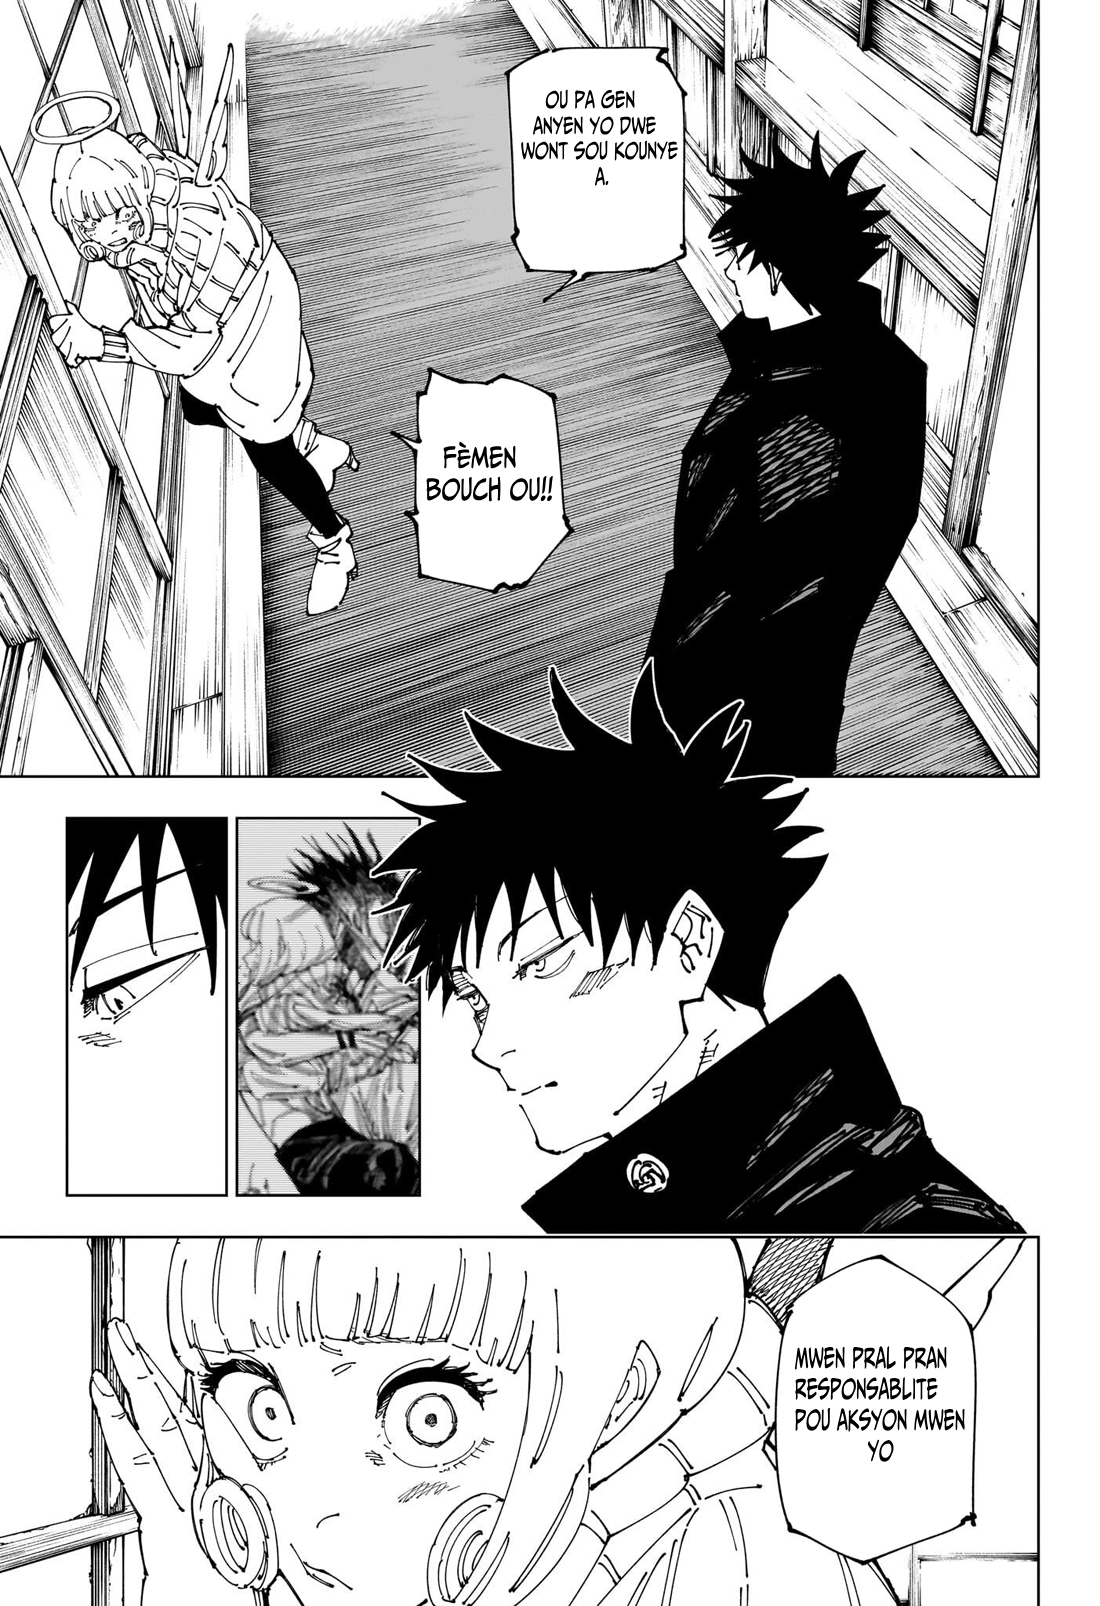 OU PA GEN
ANYEN YO DWE
WONT SOU KOUNYE
A.
FÈMEN
BOUCH OU!!
MWEN PRAL PRAN
RESPONSABLITE
POU AKSYON MWEN
YO